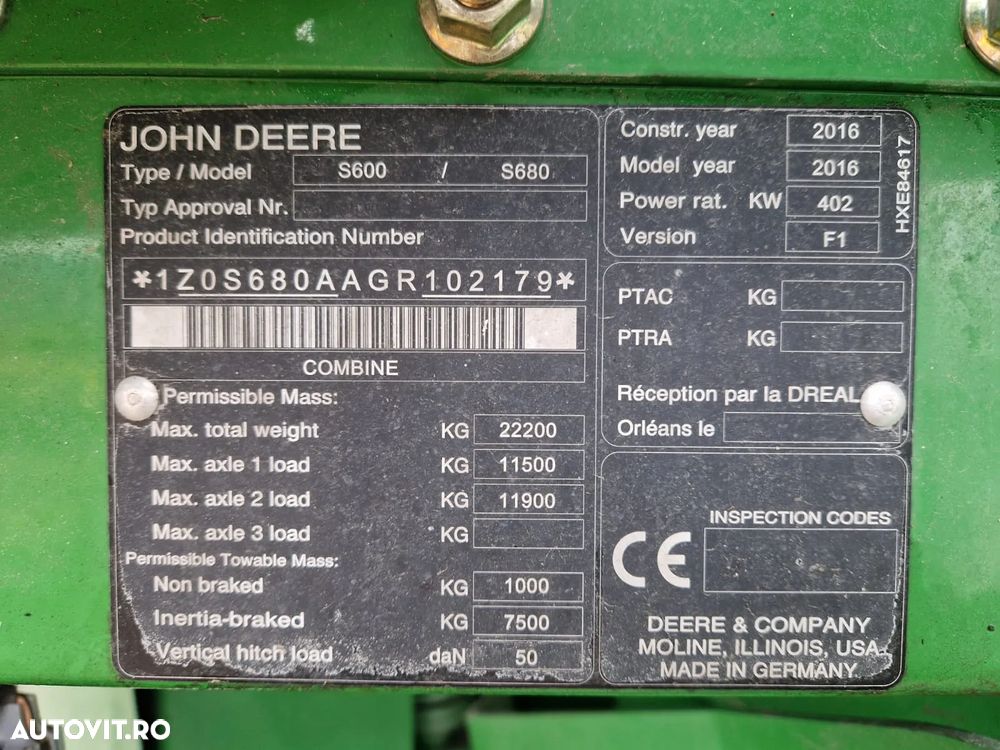 JOHN DEERE
Type / Model S600 / S680
Typ Approval Nr.
Product Identification Number
*1Z0S680AAGR102179*
COMBINE
Permissible Mass:
Max. total weight KG 22200
Max. axle 1 load KG 11500
Max. axle 2 load KG 11900
Max. axle 3 load KG
Permissible Towable Mass:
Non braked KG 1000
Inertia-braked KG 7500
Vertical hitch load daN 50
Constr. year 2016
Model year 2016
Power rat. KW 402
Version F1
HXE84617
PTAC KG
PTRA KG
Réception par la DREAL
Orléans le
INSPECTION CODES
CE
DEERE & COMPANY
MOLINE, ILLINOIS, USA
MADE IN GERMANY
AUTOVIT.RO